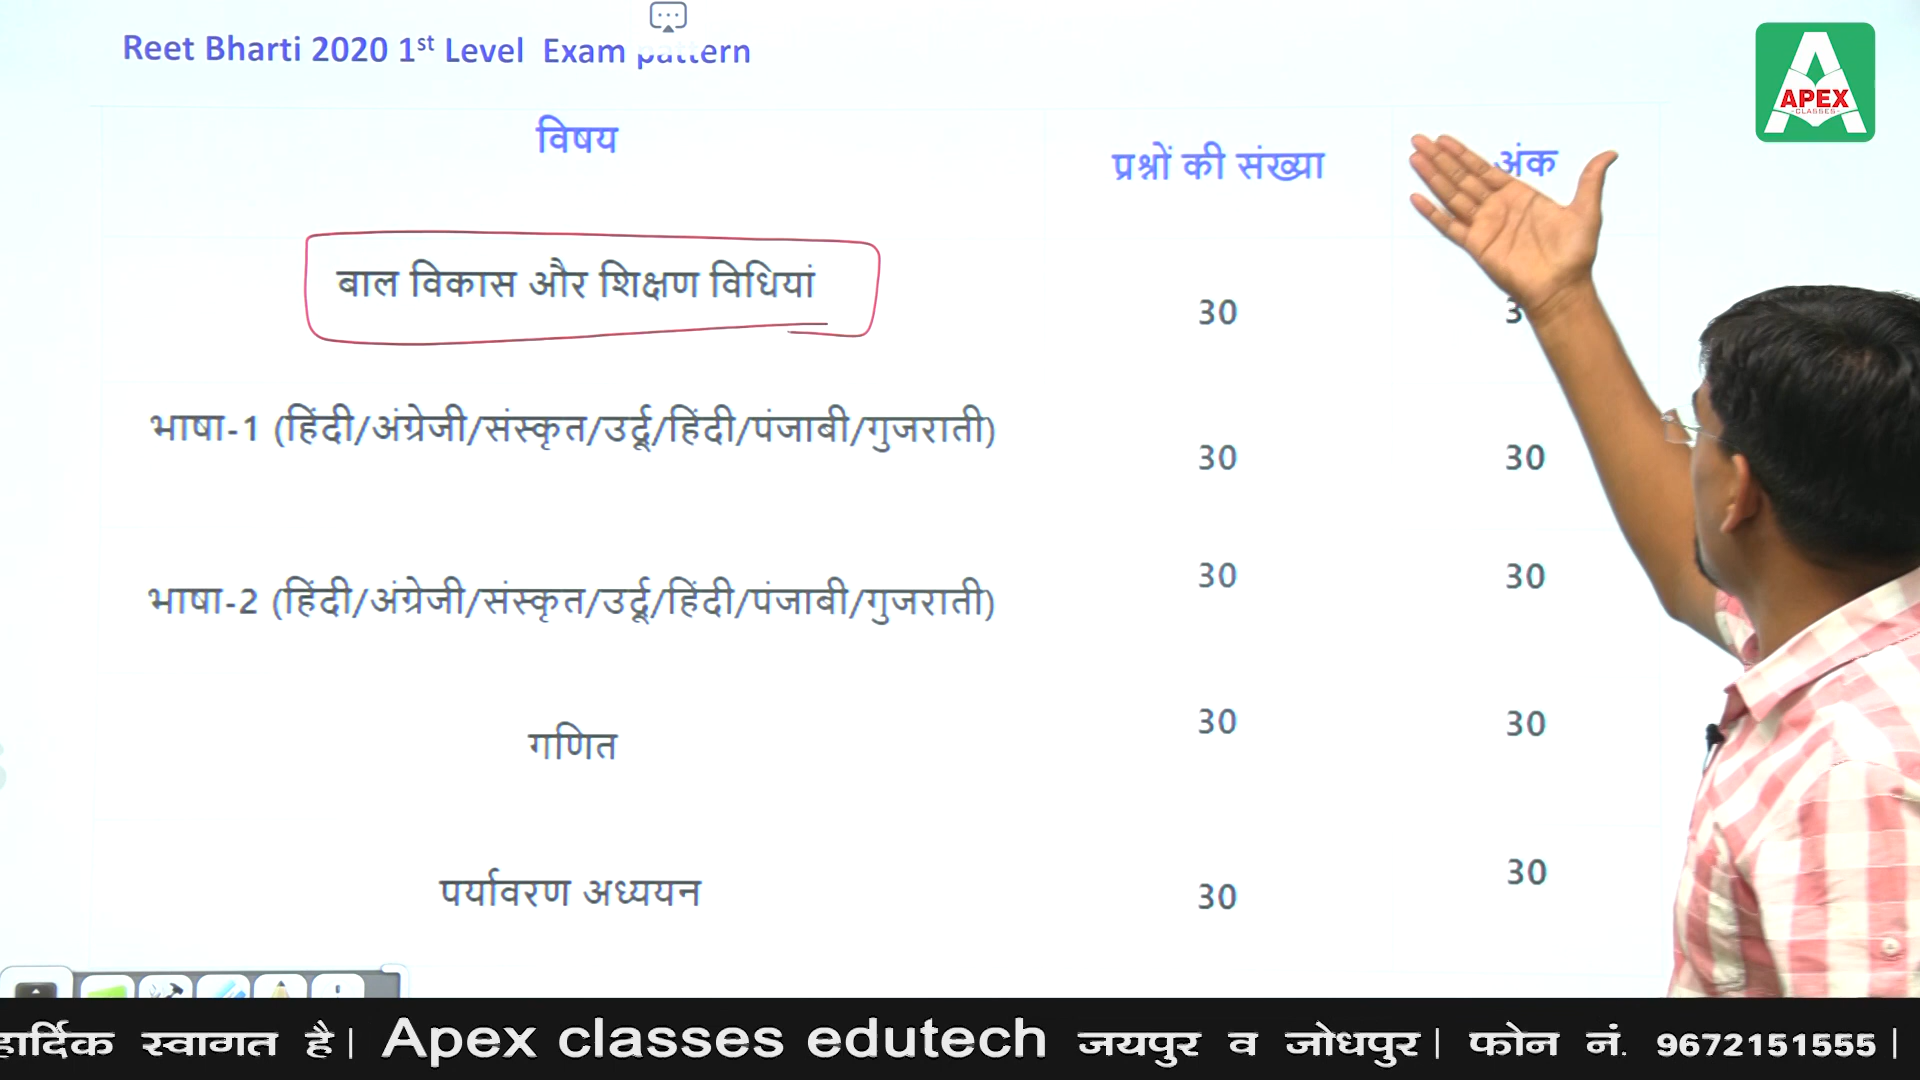 Reet Bharti 2020 1st Level Exam pattern
APEX
CLASSES
विषय प्रश्नों की संख्या अंक
बाल विकास और शिक्षण विधियां 30
भाषा-1 (हिंदी/अंग्रेजी/संस्कृत/उर्दू/हिंदी/पंजाबी/गुजराती) 30 30
भाषा-2 (हिंदी/अंग्रेजी/संस्कृत/उर्दू/हिंदी/पंजाबी/गुजराती) 30 30
गणित 30 30
पर्यावरण अध्ययन 30 30
हार्दिक स्वागत है| Apex classes edutech जयपुर व जोधपुर| फोन नं. 9672151555 |